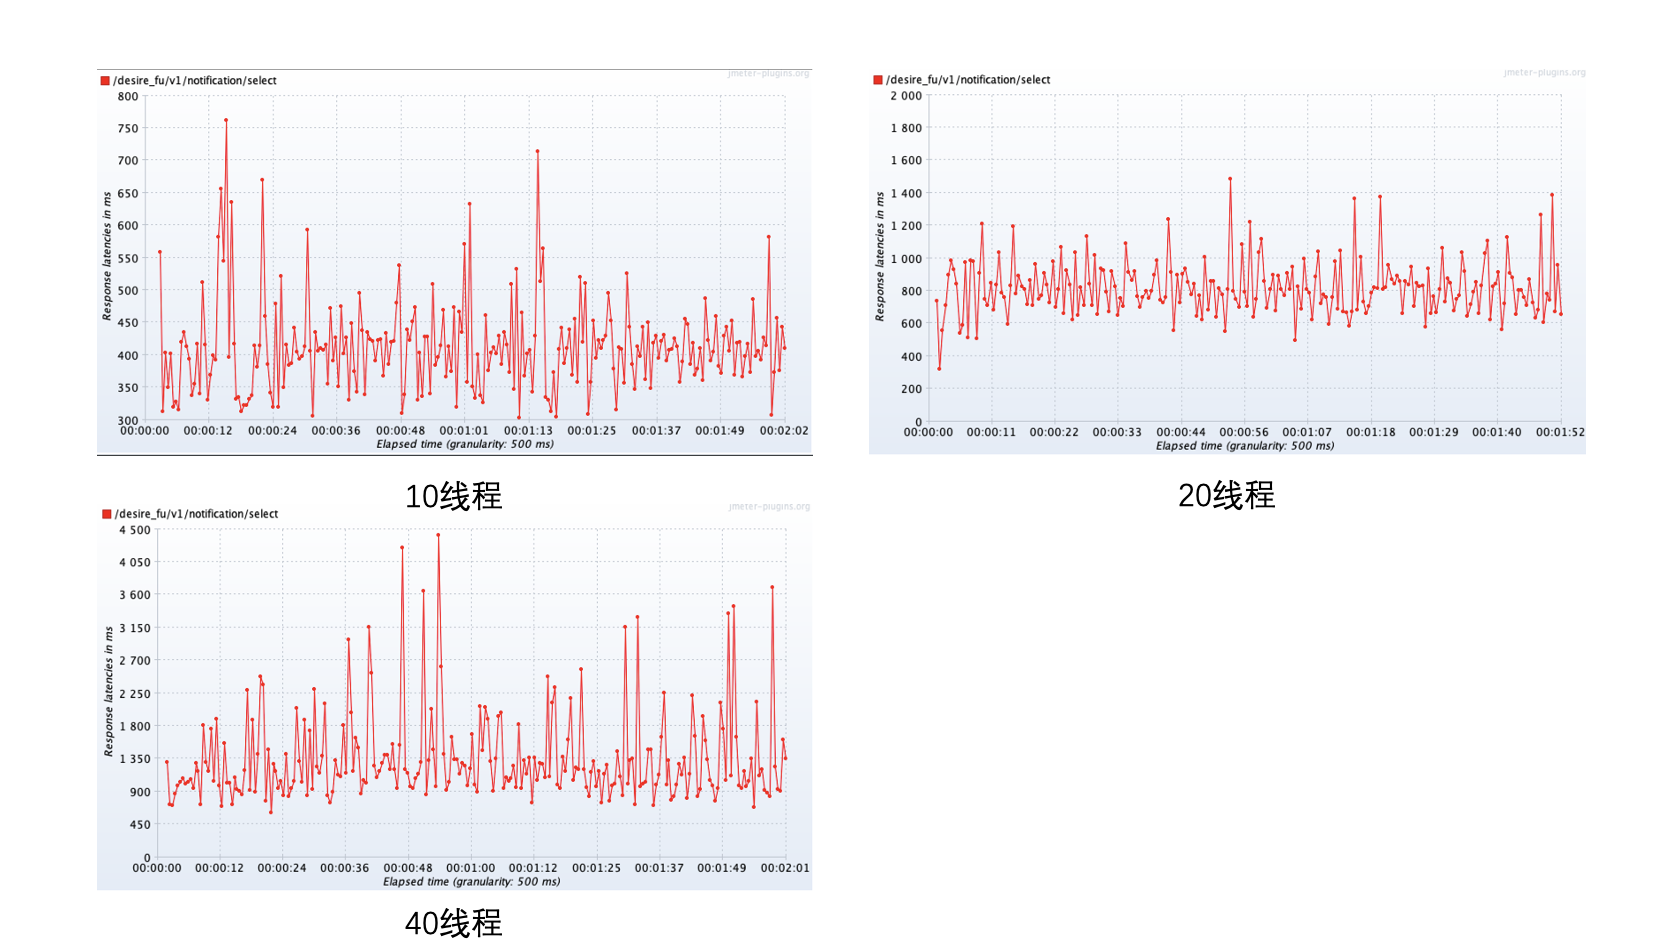 jmeter-plugins.org
/desire_fu/v1/notification/select
800
750
700
650
600
550
500
450
400
350
300
Response latencies in ms
00:00:00 00:00:12 00:00:24 00:00:36 00:00:48 00:01:01 00:01:13 00:01:25 00:01:37 00:01:49 00:02:02
Elapsed time (granularity: 500 ms)
10线程
jmeter-plugins.org
/desire_fu/v1/notification/select
2 000
1 800
1 600
1 400
1 200
1 000
800
600
400
200
0
Response latencies in ms
00:00:00 00:00:11 00:00:22 00:00:33 00:00:44 00:00:56 00:01:07 00:01:18 00:01:29 00:01:40 00:01:52
Elapsed time (granularity: 500 ms)
20线程
jmeter-plugins.org
/desire_fu/v1/notification/select
4 500
4 050
3 600
3 150
2 700
2 250
1 800
1 350
900
450
0
Response latencies in ms
00:00:00 00:00:12 00:00:24 00:00:36 00:00:48 00:01:00 00:01:12 00:01:25 00:01:37 00:01:49 00:02:01
Elapsed time (granularity: 500 ms)
40线程